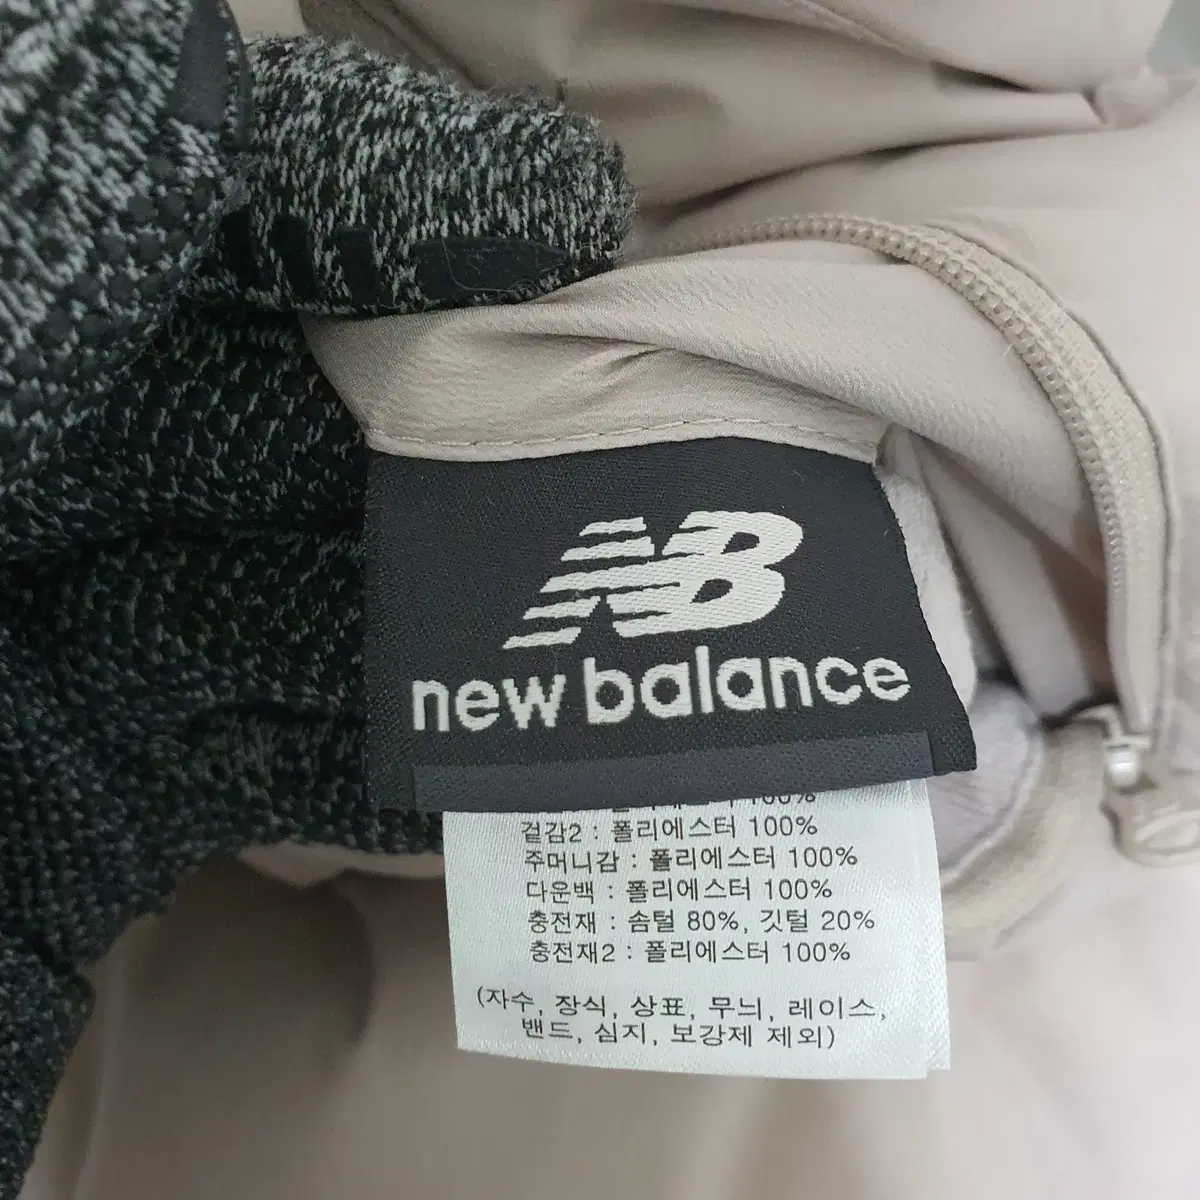 NB
new balance
100%
겉감2 : 폴리에스터 100%
주머니감 : 폴리에스터 100%
다운백 : 폴리에스터 100%
충전재 : 솜털 80%, 깃털 20%
충전재2 : 폴리에스터 100%
(자수, 장식, 상표, 무늬, 레이스,
밴드, 심지, 보강제 제외)